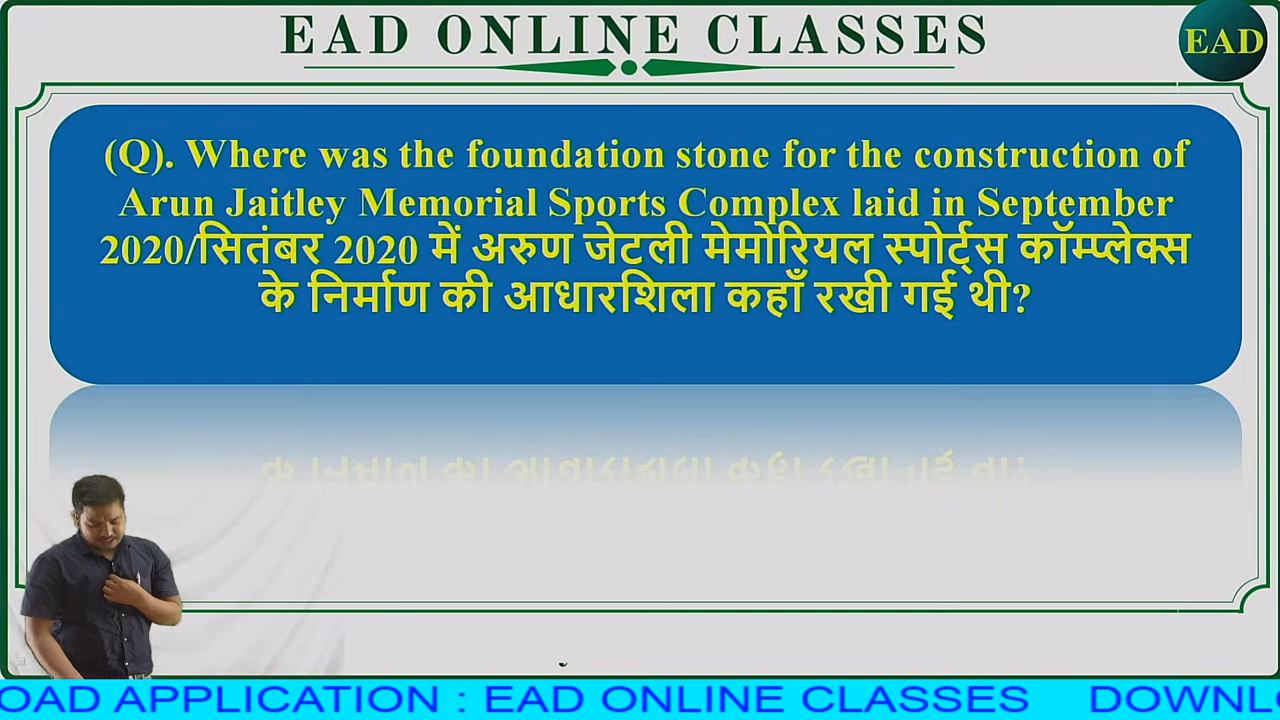 EAD ONLINE CLASSES
EAD
(Q). Where was the foundation stone for the construction of
Arun Jaitley Memorial Sports Complex laid in September
2020/सितंबर 2020 में अरुण जेटली मेमोरियल स्पोर्ट्स कॉम्प्लेक्स
के निर्माण की आधारशिला कहाँ रखी गई थी?
OAD APPLICATION : EAD ONLINE CLASSES DOWNLO